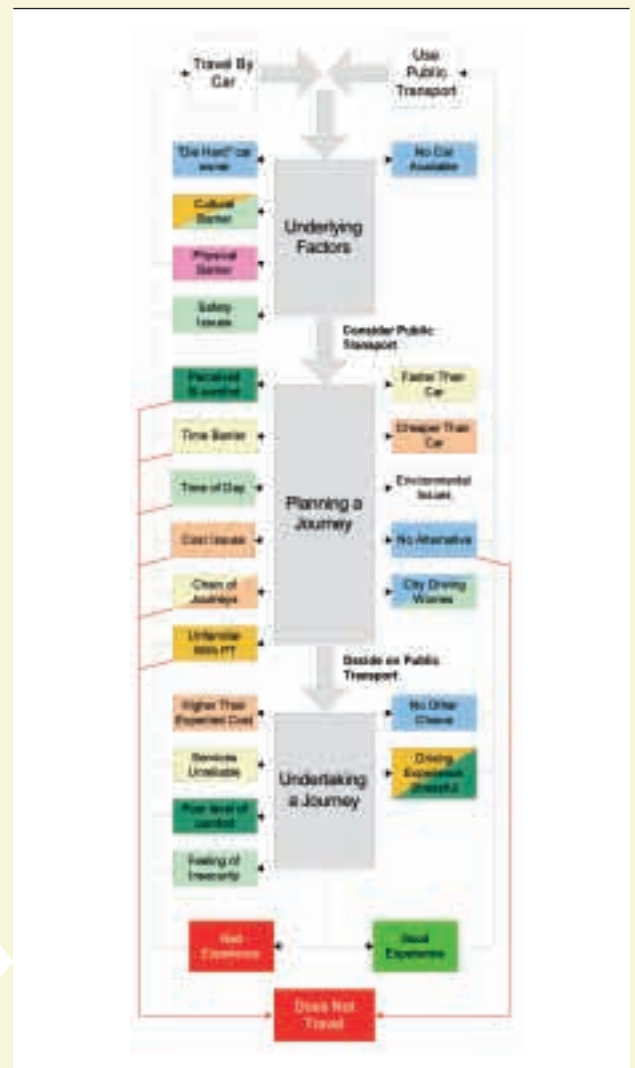 Travel By
Car
Use
Public
Transport
"Die Hard" car
owner
No Car
Available
Cultural
Barrier
Underlying
Factors
Physical
Barrier
Safety
Issues
Consider Public
Transport
Perceived
Faster Than
Car
Time Barrier
Cheaper Than
Car
Time of Day
Environmental
Issues
Planning a
Journey
Cost Issues
No Alternative
Chain of
Journeys
City Driving
Worries
Unfamiliar
With PT
Decide on Public
Transport
Higher Than
Expected Cost
No Other
Choice
Services
Unreliable
Driving
Experience
Stressful
Undertaking
a Journey
Poor level of
comfort
Feeling of
Insecurity
Bad
Experience
Good
Experience
Does Not
Travel